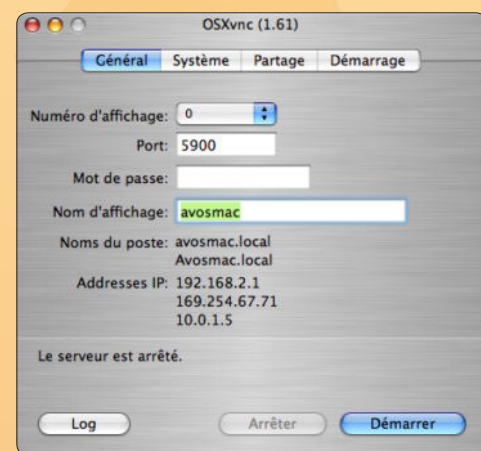 OSXvnc (1.61)
Général Système Partage Démarrage
Numéro d'affichage: 0
Port: 5900
Mot de passe:
Nom d'affichage: avosmac
Noms du poste: avosmac.local
Avosmac.local
Addresses IP: 192.168.2.1
169.254.67.71
10.0.1.5
Le serveur est arrêté.
Log Arrêter Démarrer